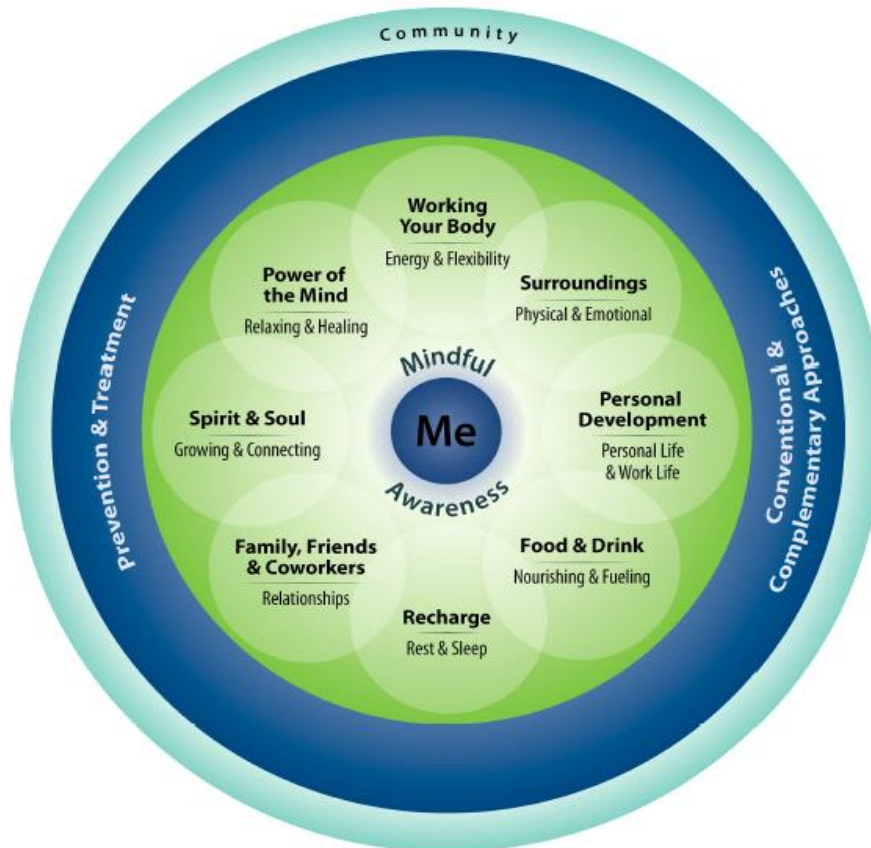 Community
Working
Your Body
Energy & Flexibility
Surroundings
Physical & Emotional
Personal
Development
Personal Life
& Work Life
Food & Drink
Nourishing & Fueling
Recharge
Rest & Sleep
Family, Friends
& Coworkers
Relationships
Spirit & Soul
Growing & Connecting
Power of
the Mind
Relaxing & Healing
Mindful
Me
Awareness
Prevention & Treatment
Conventional &
Complementary Approaches